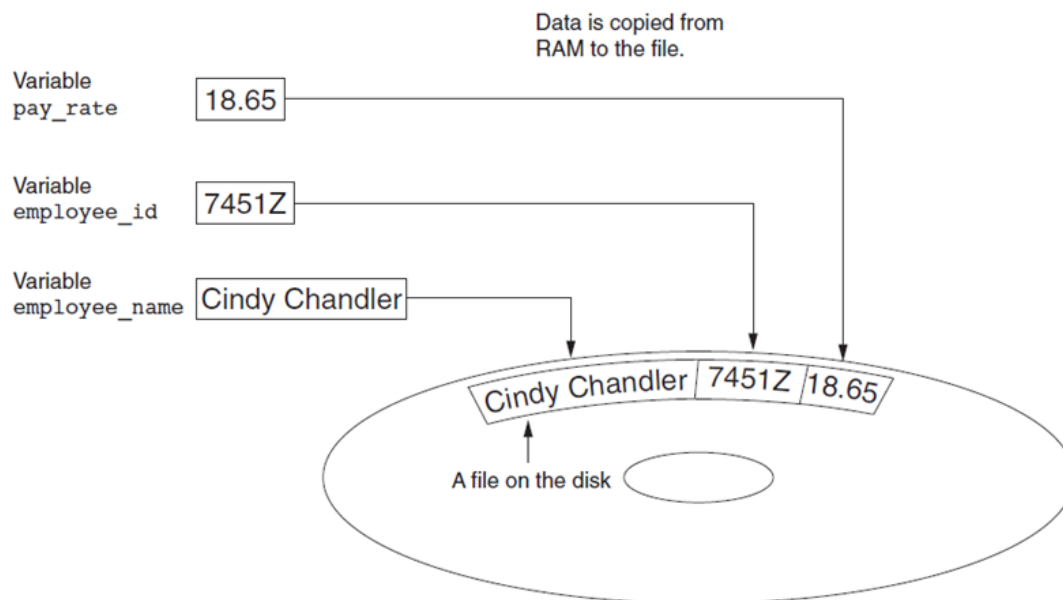 Data is copied from
RAM to the file.
Variable
pay_rate
18.65
Variable
employee_id
7451Z
Variable
employee_name
Cindy Chandler
Cindy Chandler 7451Z 18.65
A file on the disk